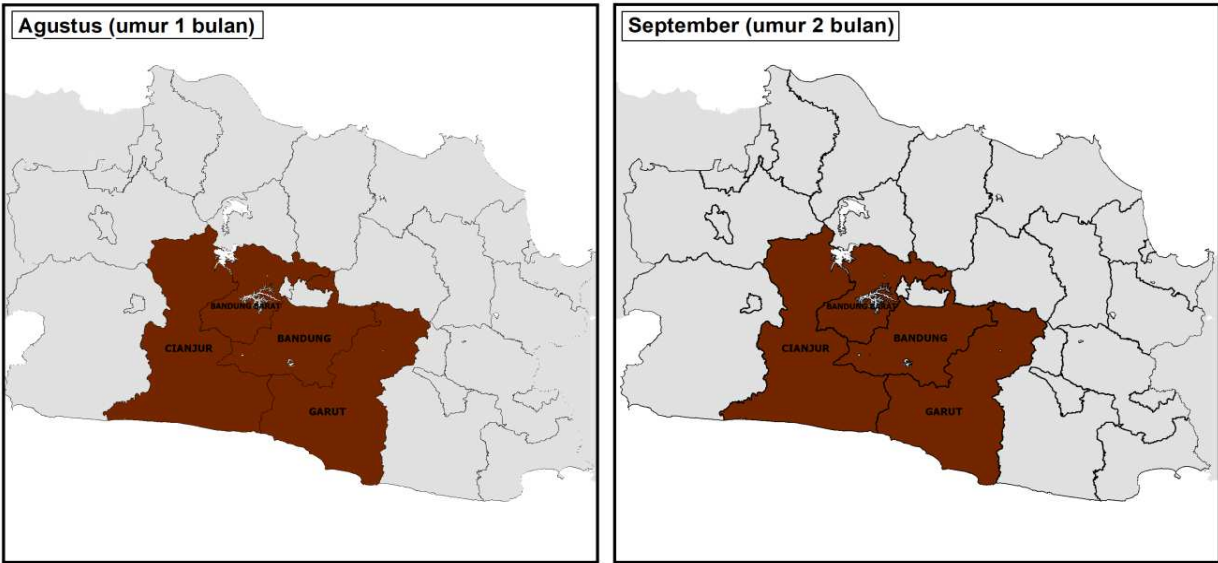 Agustus (umur 1 bulan)
BANDUNG BARAT
CIANJUR
BANDUNG
GARUT
September (umur 2 bulan)
BANDUNG BARAT
CIANJUR
BANDUNG
GARUT